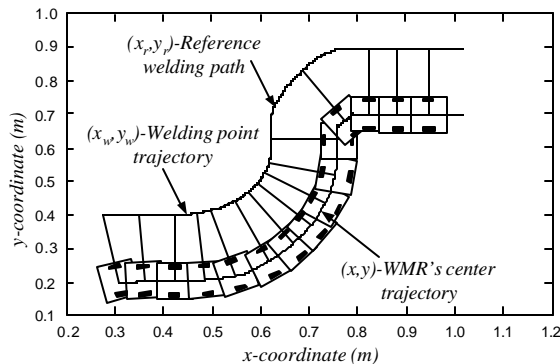 1.0
0.9
0.8
0.7
0.6
0.5
0.4
0.3
0.2
0.1
y-coordinate (m)
(x_r,y_r)-Reference
welding path
(x_w,y_w)-Welding point
trajectory
(x,y)-WMR's center
trajectory
0.2 0.3 0.4 0.5 0.6 0.7 0.8 0.9 1.0 1.1 1.2
x-coordinate (m)